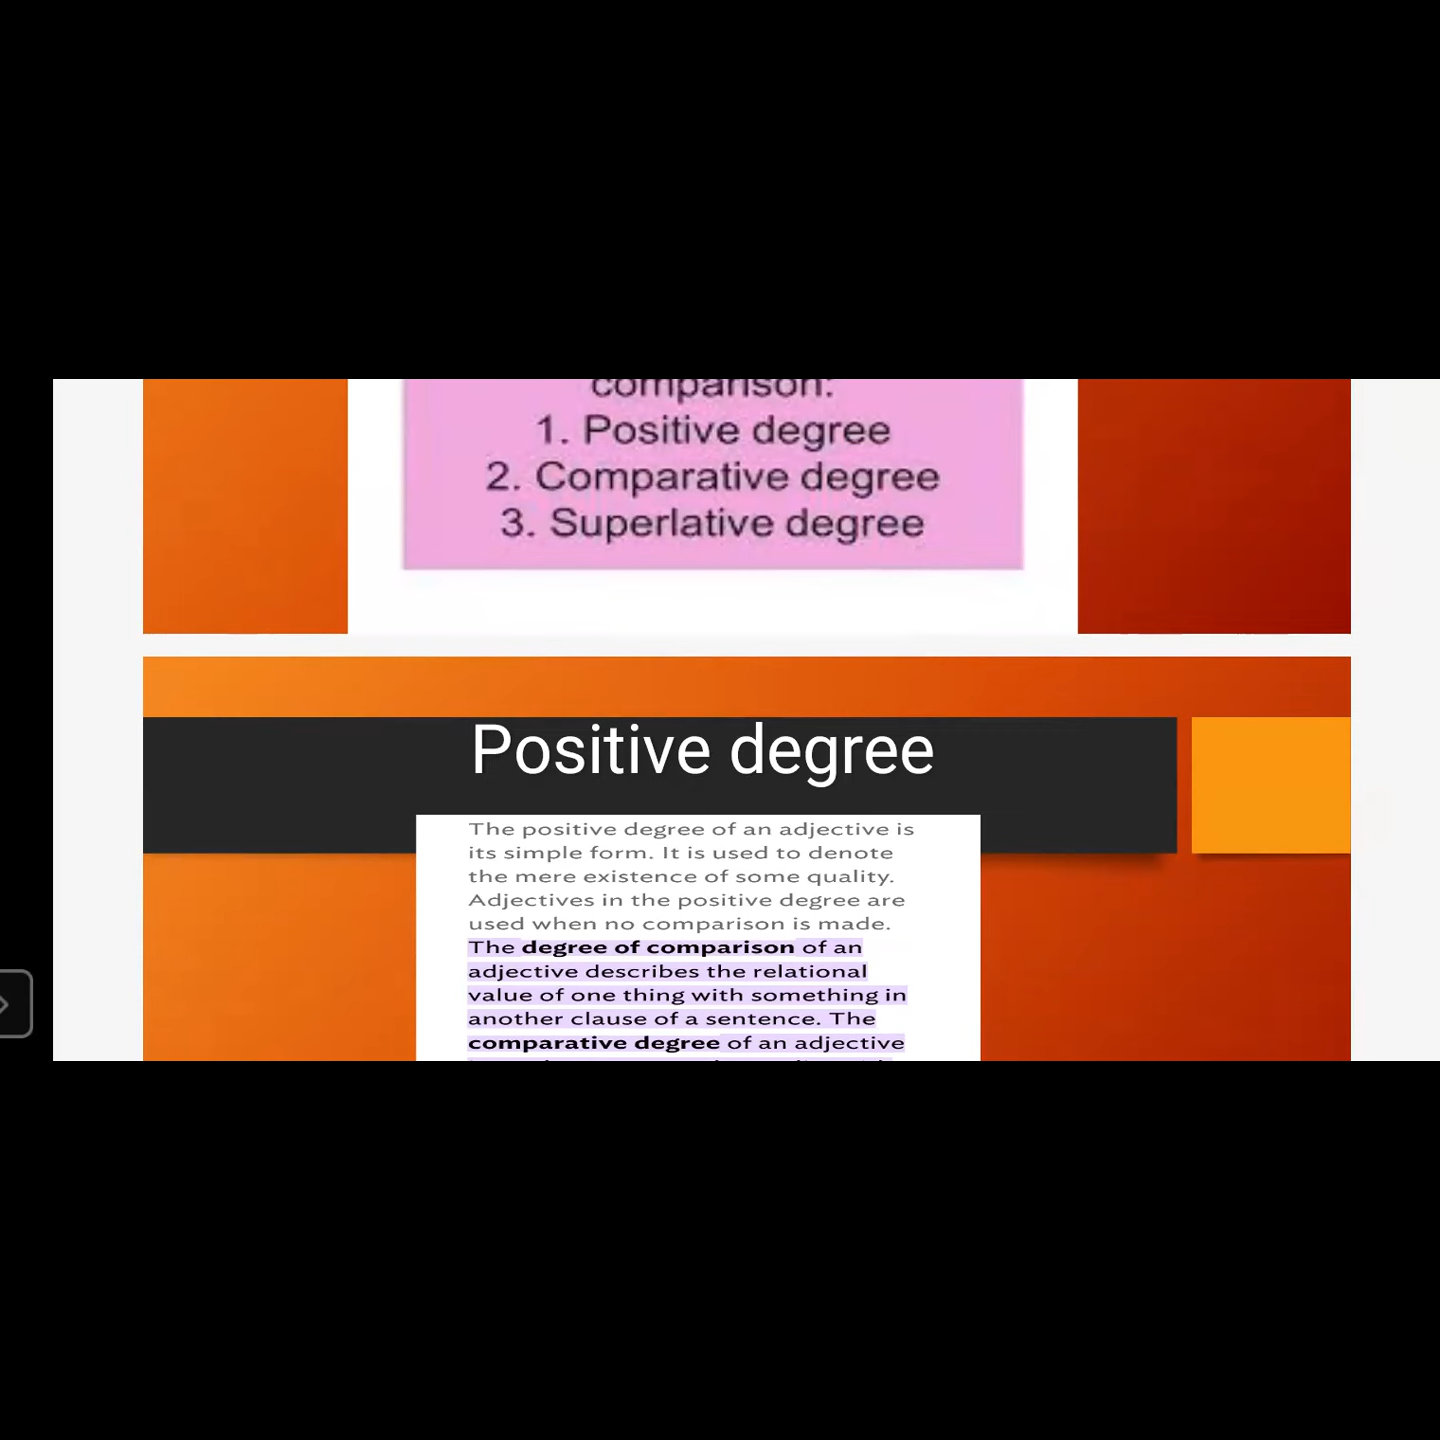 comparison:
1. Positive degree
2. Comparative degree
3. Superlative degree
Positive degree
The positive degree of an adjective is
its simple form. It is used to denote
the mere existence of some quality.
Adjectives in the positive degree are
used when no comparison is made.
The degree of comparison of an
adjective describes the relational
value of one thing with something in
another clause of a sentence. The
comparative degree of an adjective